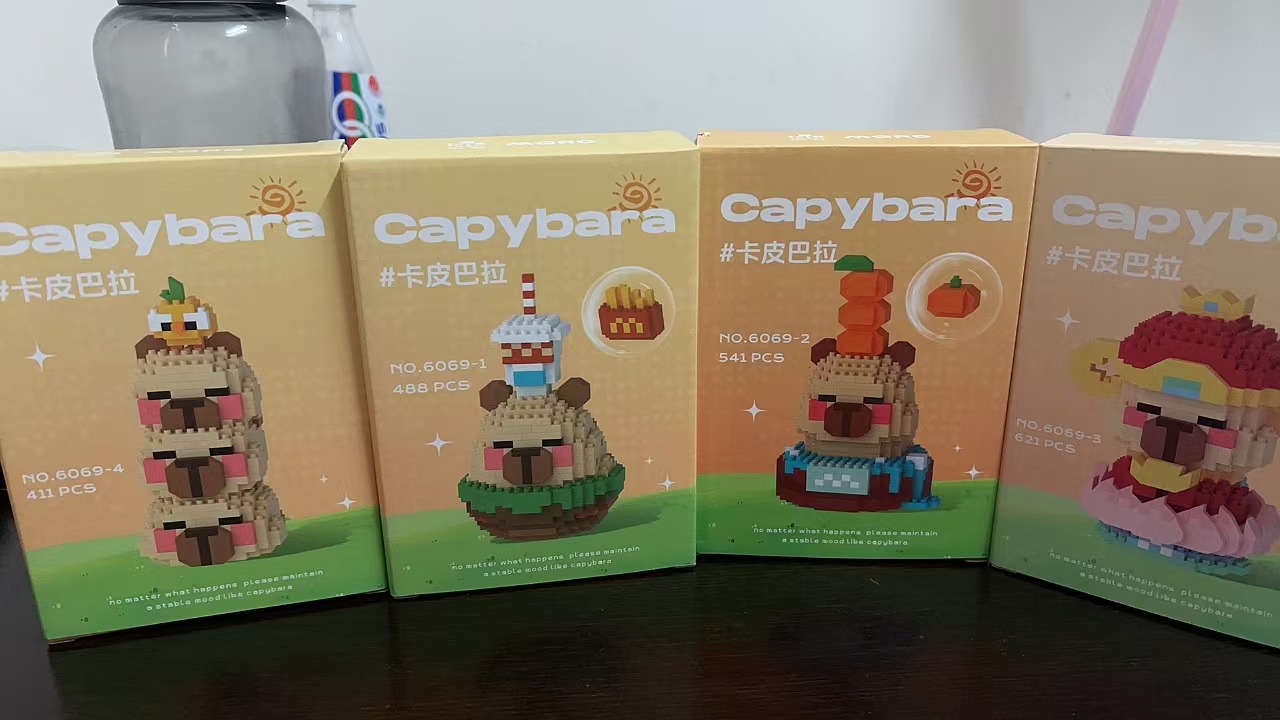 Capybara
#卡皮巴拉
NO.6069-4
411 PCS
no matter what happens please maintain
a stable mood like capybara
Capybara
#卡皮巴拉
NO.6069-1
488 PCS
no matter what happens please maintain
a stable mood like capybara
Capybara
#卡皮巴拉
NO.6069-2
541 PCS
no matter what happens please maintain
a stable mood like capybara
Capyb
#卡皮巴拉
NO.6069-3
621 PCS
no matter what happens please maintain
a stable mood like capybara